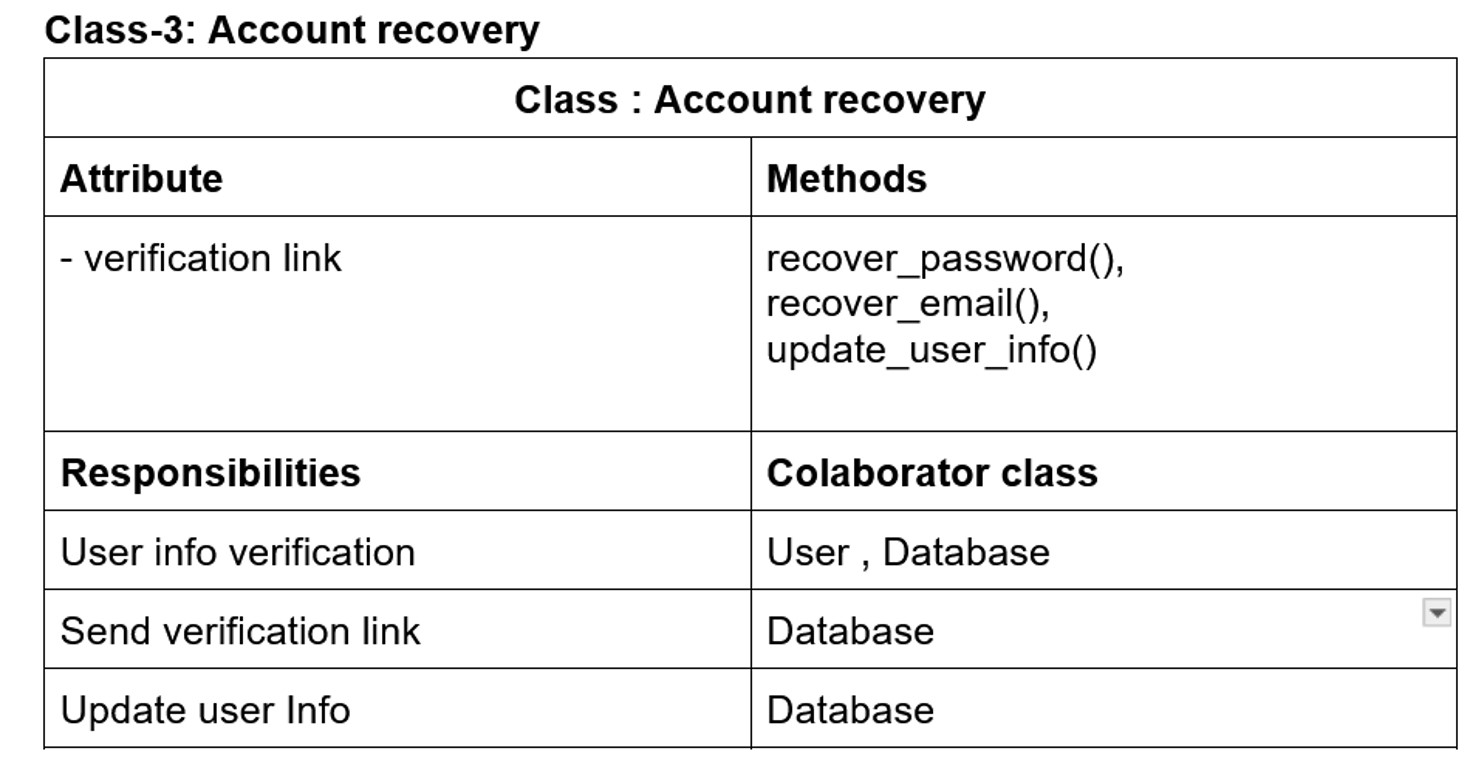 Class-3: Account recovery
Class : Account recovery
Attribute
Methods
- verification link
recover_password(),
recover_email(),
update_user_info()
Responsibilities
Colaborator class
User info verification
User , Database
Send verification link
Database
Update user Info
Database